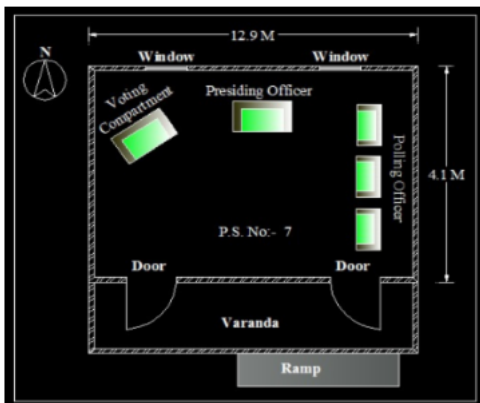 12.9 M
N
Window
Window
Voting
Compartment
Presiding Officer
Polling Officer
4.1 M
P.S. No:- 7
Door
Door
Varanda
Ramp